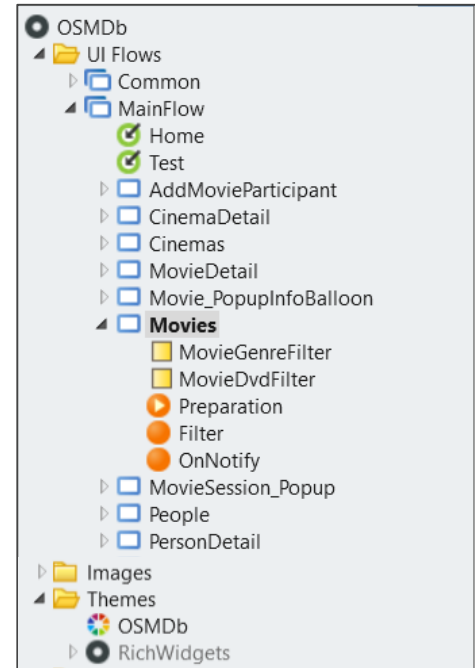 OSMDb
UI Flows
Common
MainFlow
Home
Test
AddMovieParticipant
CinemaDetail
Cinemas
MovieDetail
Movie_PopupInfoBalloon
Movies
MovieGenreFilter
MovieDvdFilter
Preparation
Filter
OnNotify
MovieSession_Popup
People
PersonDetail
Images
Themes
OSMDb
RichWidgets